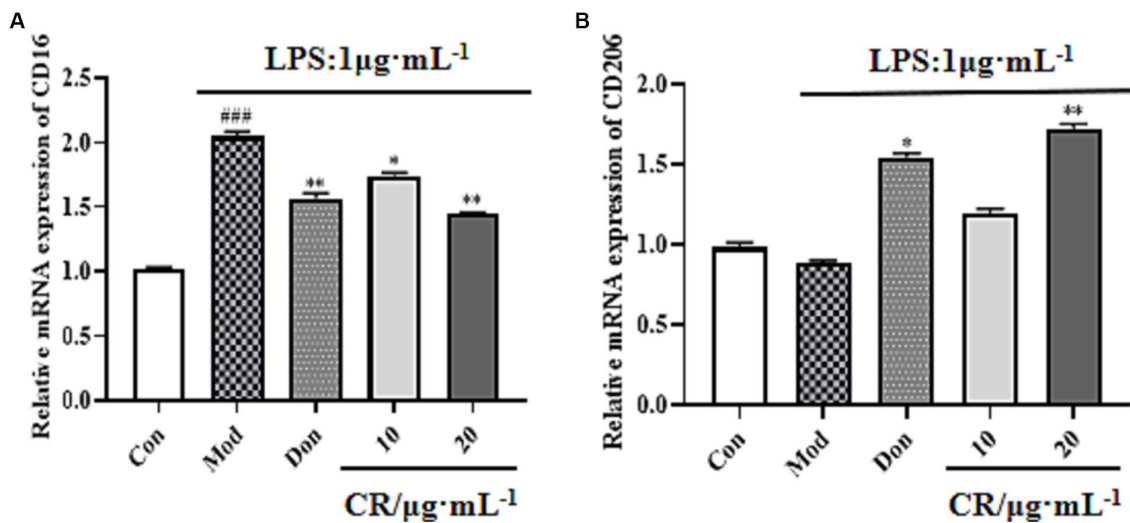 A
LPS:1μg·mL⁻¹
Relative mRNA expression of CD16
2.5
2.0
1.5
1.0
0.5
0.0
###
**
*
**
Con
Mod
Don
10
20
CR/μg·mL⁻¹
B
LPS:1μg·mL⁻¹
Relative mRNA expression of CD206
2.0
1.5
1.0
0.5
0.0
*
**
Con
Mod
Don
10
20
CR/μg·mL⁻¹